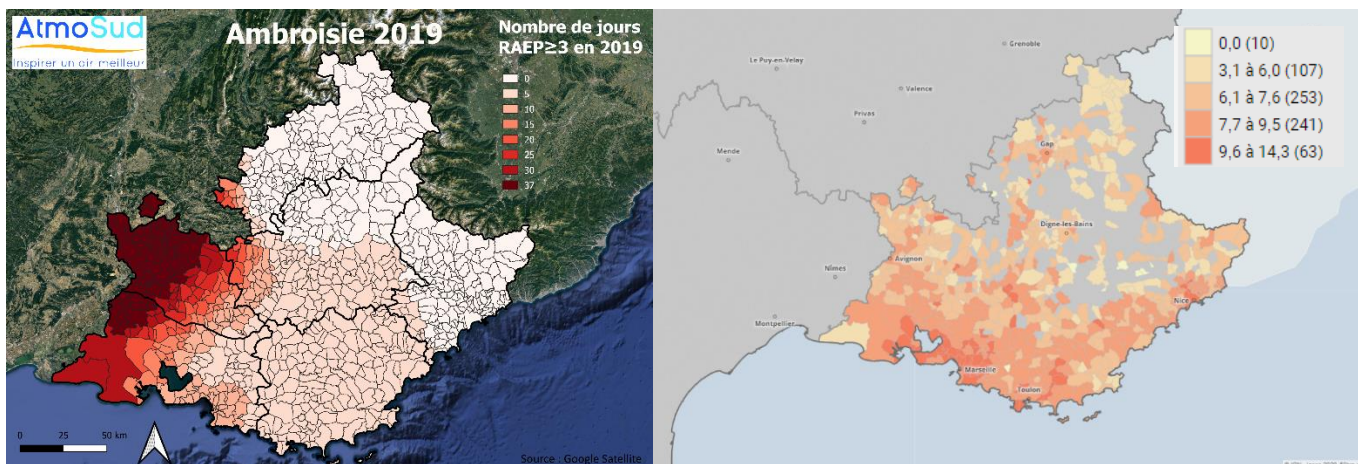 AtmoSud
Inspirer un air meilleur
Ambroisie 2019
Nombre de jours
RAEP≥3 en 2019
0
5
10
15
20
25
30
37
0 25 50 km
Source : Google Satellite
0,0 (10)
3,1 à 6,0 (107)
6,1 à 7,6 (253)
7,7 à 9,5 (241)
9,6 à 14,3 (63)
Grenoble
Le Puy-en-Velay
Valence
Privas
Mende
Gap
Digne-les-Bains
Avignon
Nîmes
Nice
Montpellier
Marseille
Toulon